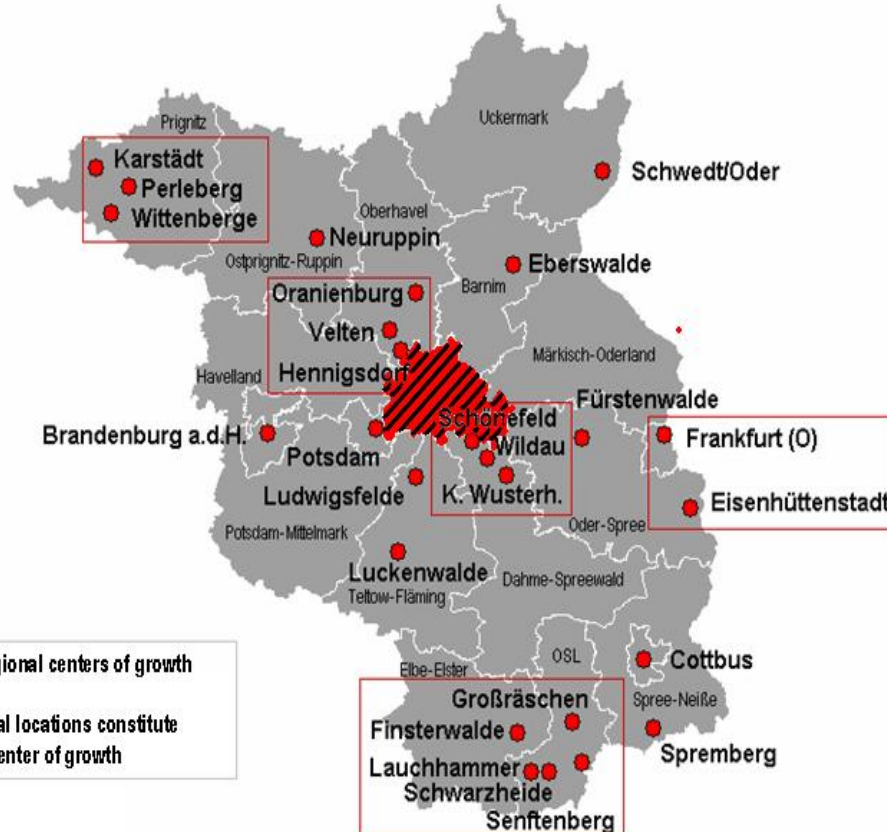 Prignitz
Uckermark
Karstädt
Perleberg
Wittenberge
Schwedt/Oder
Oberhavel
Neuruppin
Ostprignitz-Ruppin
Eberswalde
Barnim
Oranienburg
Velten
Hennigsdorf
Märkisch-Oderland
Havelland
Fürstenwalde
Schönefeld
Brandenburg a.d.H.
Wildau
Frankfurt (O)
Potsdam
Ludwigsfelde
K. Wusterh.
Eisenhüttenstadt
Potsdam-Mittelmark
Oder-Spree
Luckenwalde
Dahme-Spreewald
Teltow-Fläming
gional centers of growth
al locations constitute
enter of growth
Elbe-Elster
OSL
Cottbus
Großräschen
Spree-Neiße
Finsterwalde
Spremberg
Lauchhammer
Schwarzheide
Senftenberg